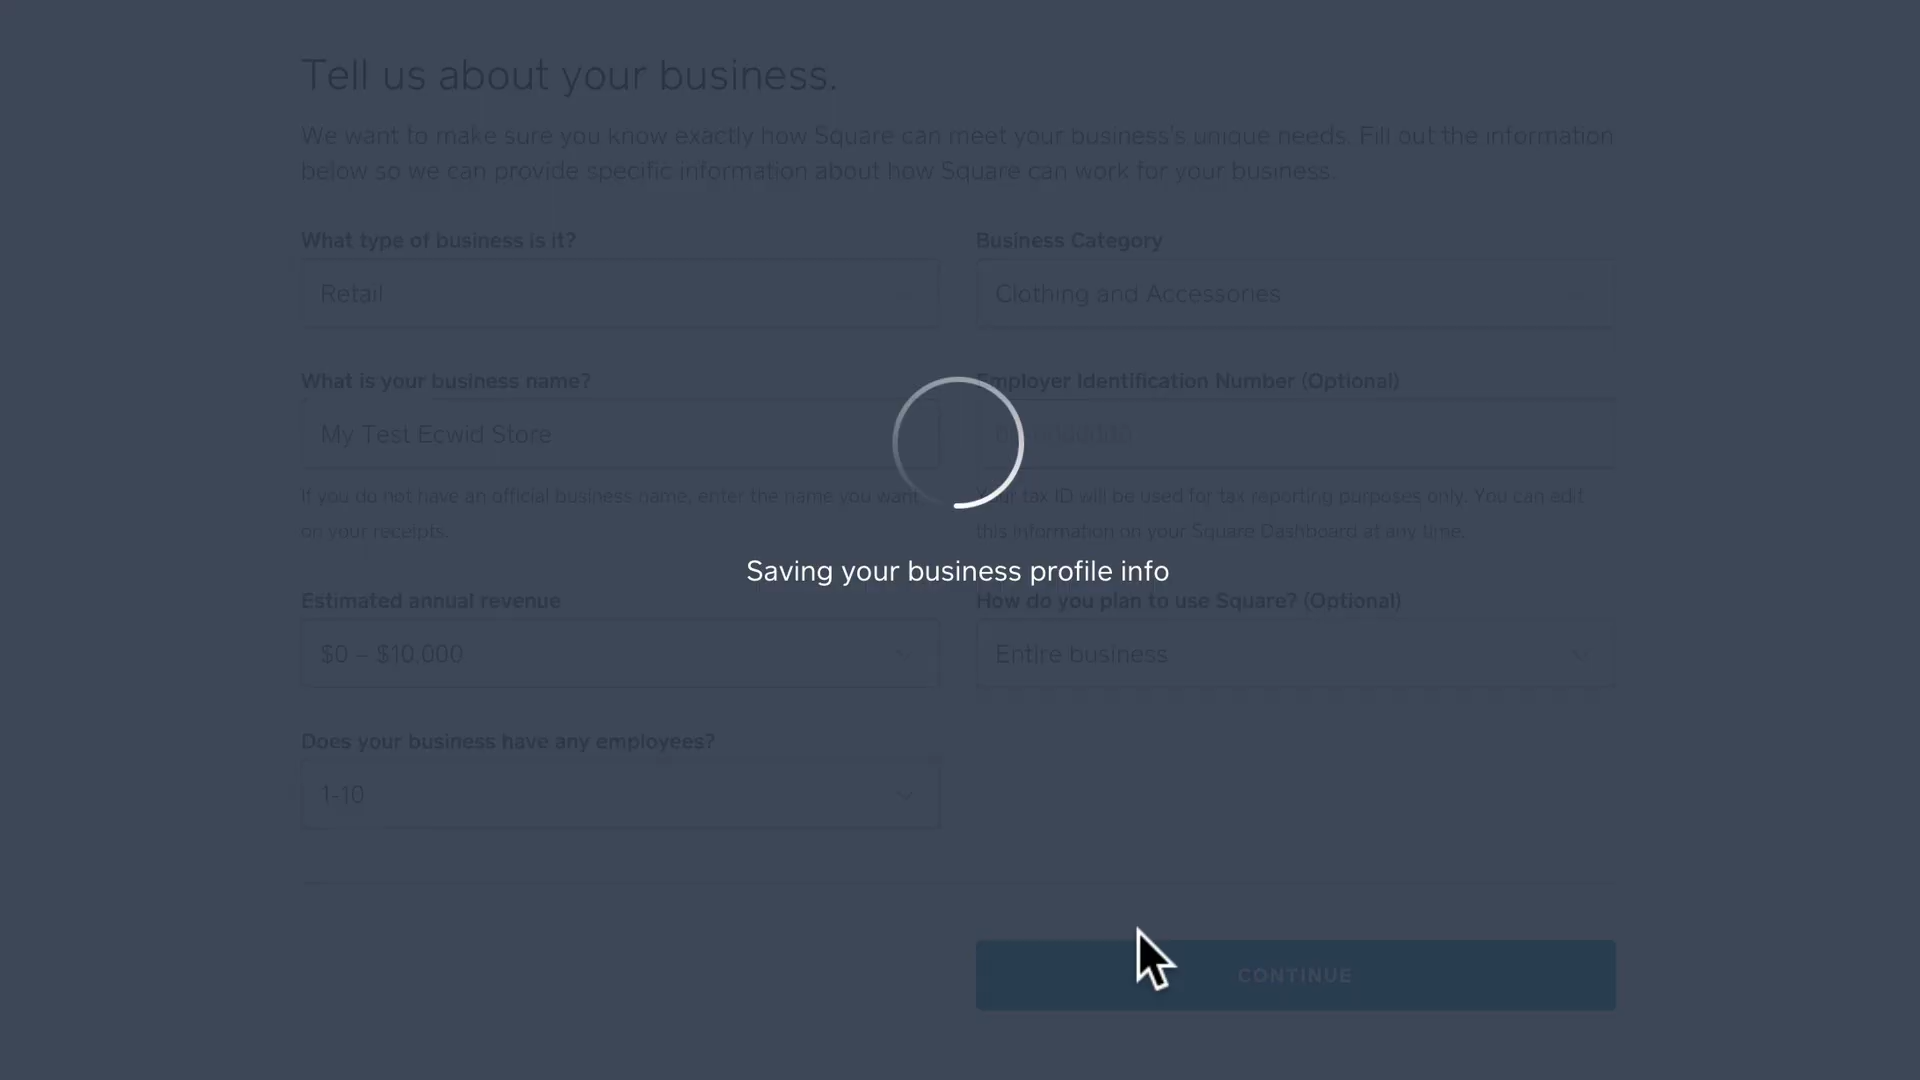 Tell us about your business.
We want to make sure you know exactly how Square can meet your business's unique needs. Fill out the information
below so we can provide specific information about how Square can work for your business.
What type of business is it?
Business Category
Retail
Clothing and Accessories
What is your business name?
Employer Identification Number (Optional)
My Test Ecwid Store
If you do not have an official business name, enter the name you want
on your receipts.
Your tax ID will be used for tax reporting purposes only. You can edit
this information on your Square Dashboard at any time.
Saving your business profile info
Estimated annual revenue
How do you plan to use Square? (Optional)
$0 – $10,000
Entire business
Does your business have any employees?
1-10
CONTINUE